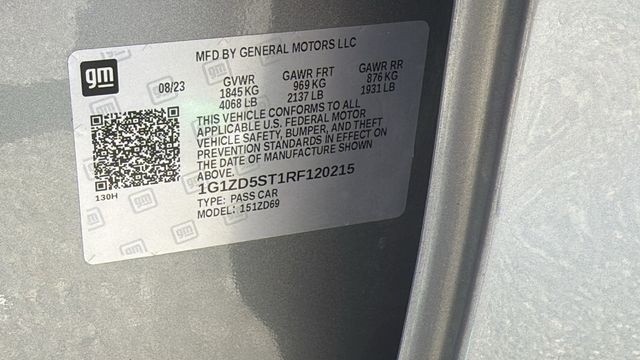 MFD BY GENERAL MOTORS LLC
gm
08/23
GVWR GAWR FRT GAWR RR
1845 KG 969 KG 876 KG
4068 LB 2137 LB 1931 LB
THIS VEHICLE CONFORMS TO ALL
APPLICABLE U.S. FEDERAL MOTOR
VEHICLE SAFETY, BUMPER, AND THEFT
PREVENTION STANDARDS IN EFFECT ON
THE DATE OF MANUFACTURE SHOWN
ABOVE.
130H
1G1ZD5ST1RF120215
TYPE: PASS CAR
MODEL: 151ZD69